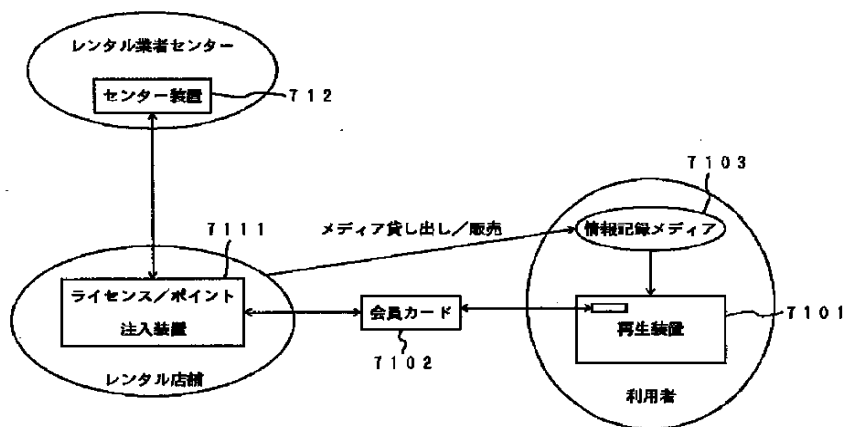 レンタル業者センター
センター装置
712
7103
メディア貸し出し/販売
情報記録メディア
7111
ライセンス/ポイント
注入装置
会員カード
7102
再生装置
7101
レンタル店舗
利用者